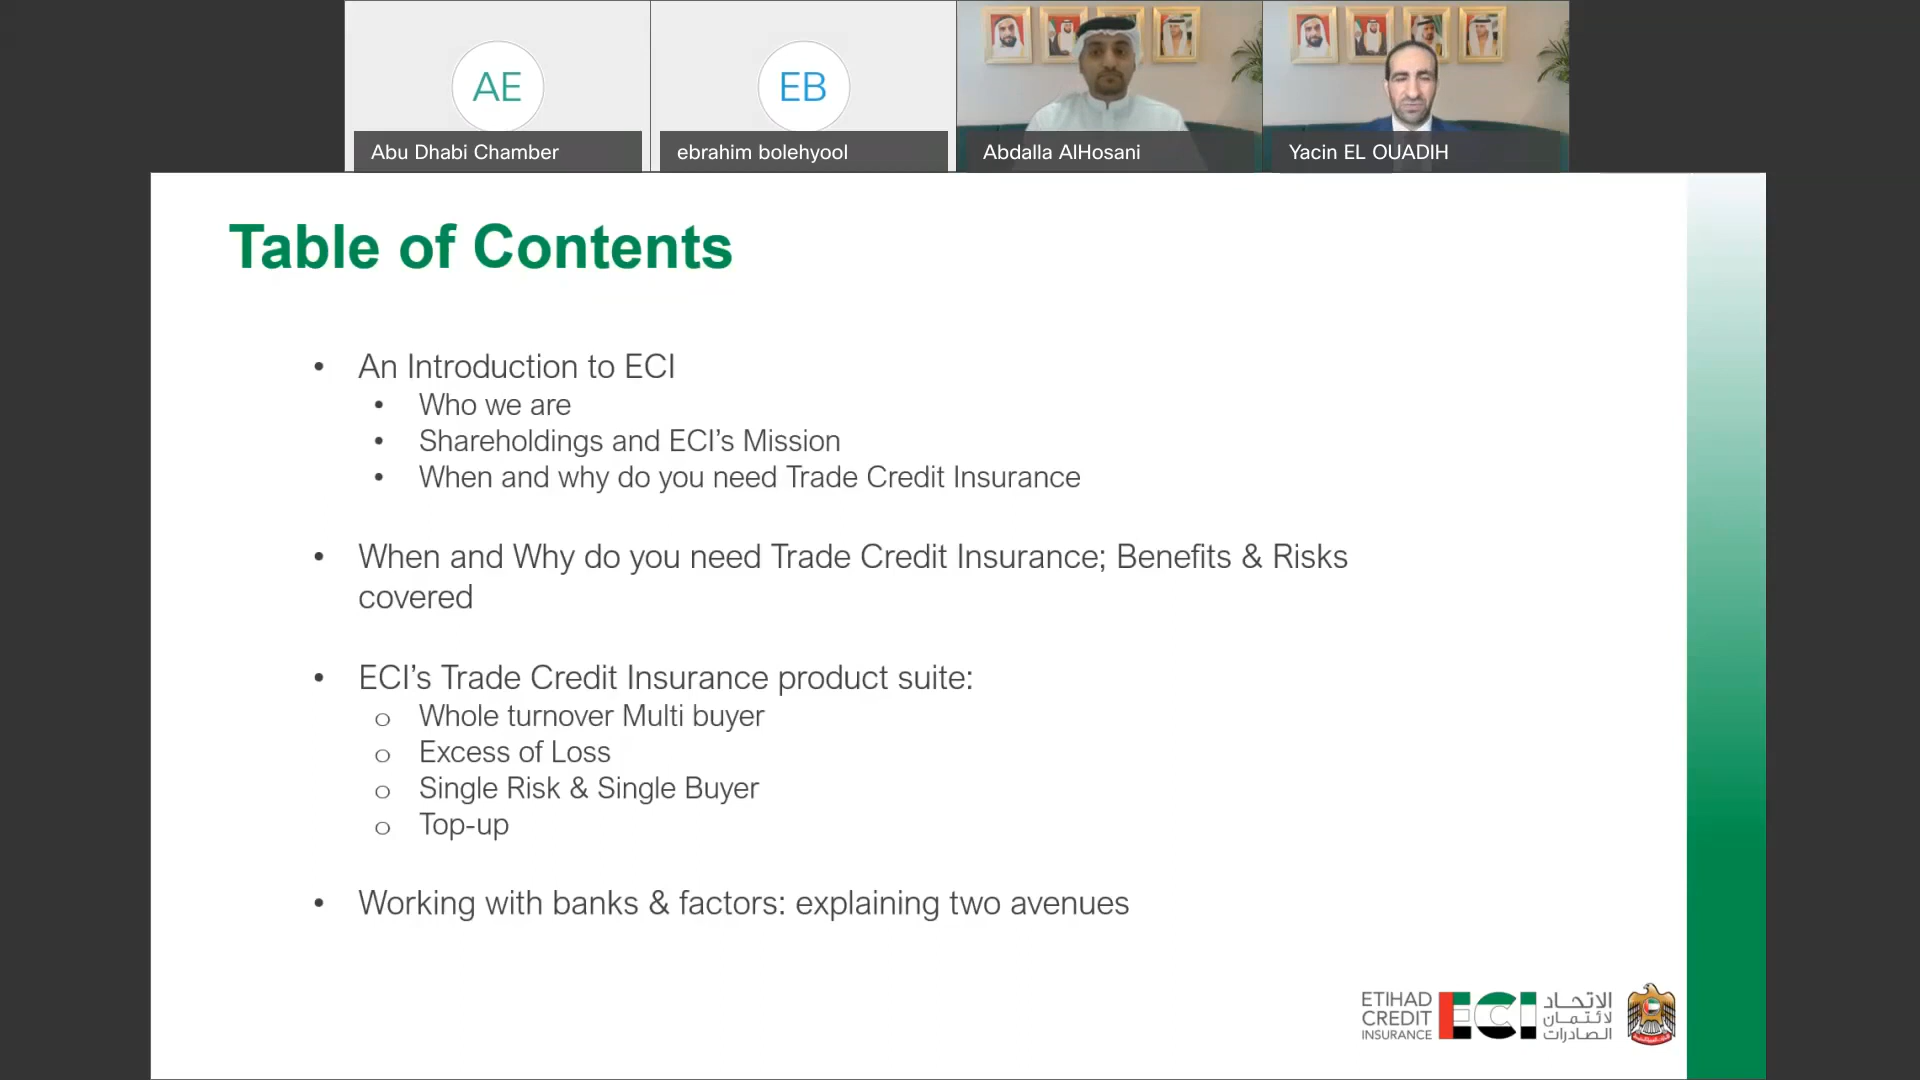 AE
Abu Dhabi Chamber
EB
ebrahim bolehyool
Abdalla AlHosani
Yacin EL OUADIH
Table of Contents
• An Introduction to ECI
• Who we are
• Shareholdings and ECI’s Mission
• When and why do you need Trade Credit Insurance
• When and Why do you need Trade Credit Insurance; Benefits & Risks
covered
• ECI’s Trade Credit Insurance product suite:
o Whole turnover Multi buyer
o Excess of Loss
o Single Risk & Single Buyer
o Top-up
• Working with banks & factors: explaining two avenues
ETIHAD
CREDIT
INSURANCE
ECI
الاتحاد
لائتمان
الصادرات